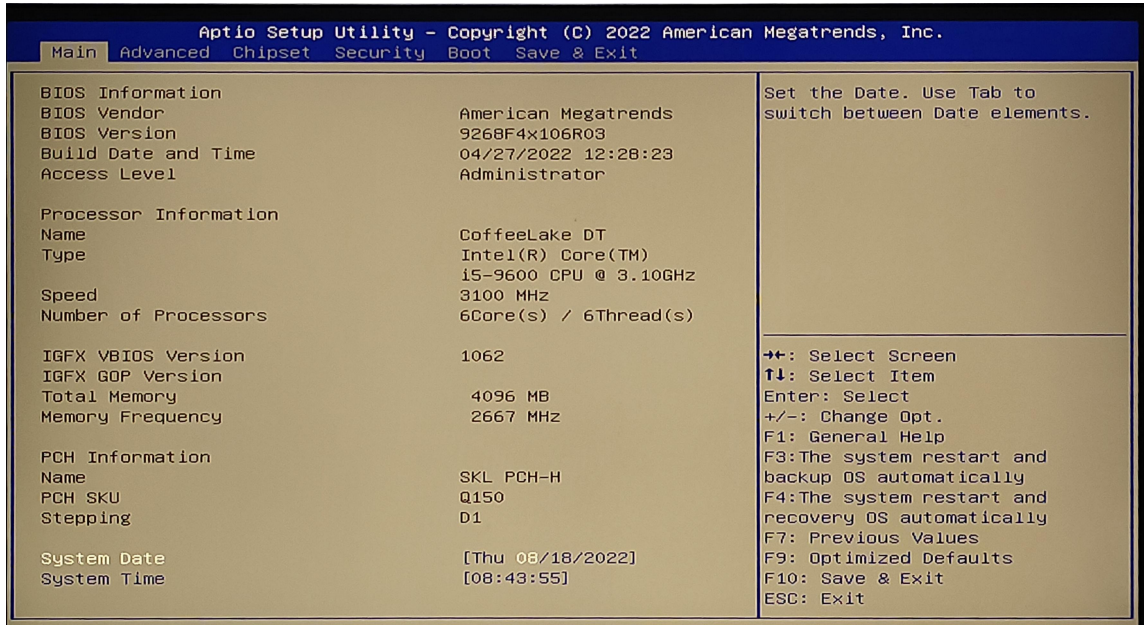 Aptio Setup Utility – Copyright (C) 2022 American Megatrends, Inc.
Main Advanced Chipset Security Boot Save & Exit
BIOS Information
BIOS Vendor American Megatrends
BIOS Version 9268F4x106R03
Build Date and Time 04/27/2022 12:28:23
Access Level Administrator
Processor Information
Name CoffeeLake DT
Type Intel(R) Core(TM)
i5-9600 CPU @ 3.10GHz
Speed 3100 MHz
Number of Processors 6Core(s) / 6Thread(s)
IGFX VBIOS Version 1062
IGFX GOP Version
Total Memory 4096 MB
Memory Frequency 2667 MHz
PCH Information
Name SKL PCH-H
PCH SKU Q150
Stepping D1
System Date [Thu 08/18/2022]
System Time [08:43:55]
Set the Date. Use Tab to
switch between Date elements.
→←: Select Screen
↑↓: Select Item
Enter: Select
+/-: Change Opt.
F1: General Help
F3:The system restart and
backup OS automatically
F4:The system restart and
recovery OS automatically
F7: Previous Values
F9: Optimized Defaults
F10: Save & Exit
ESC: Exit